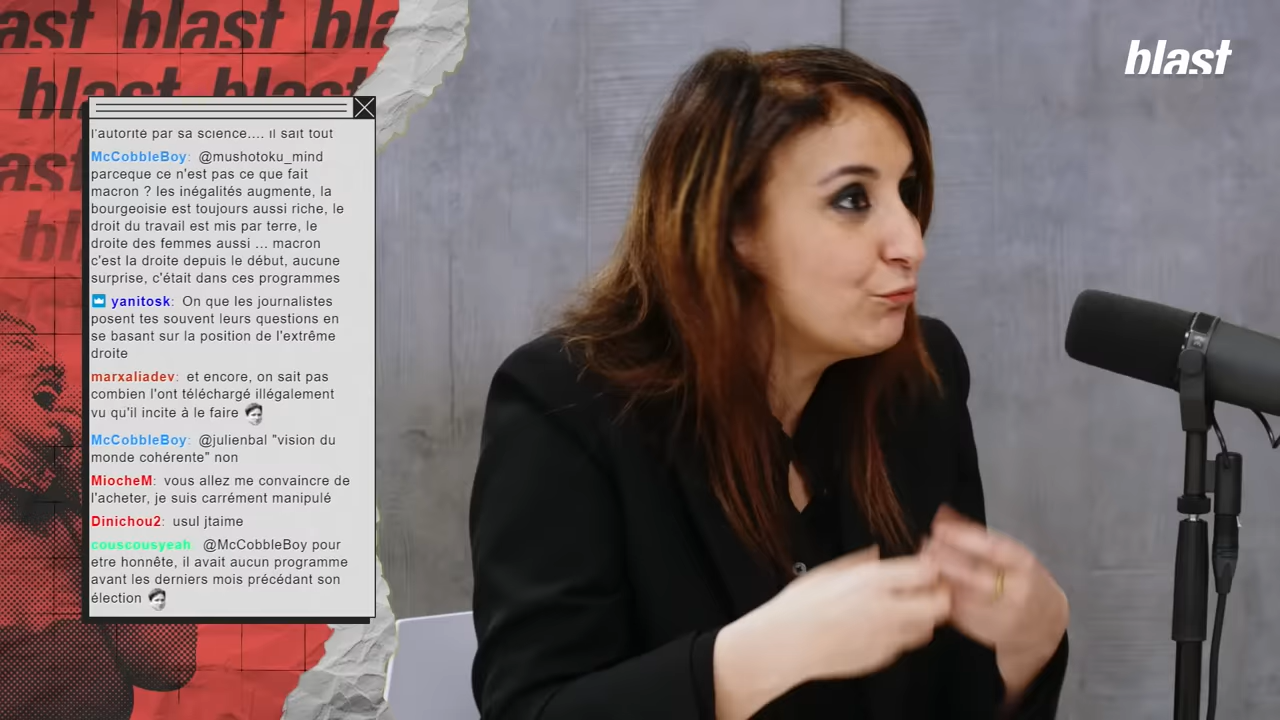 ast blast bla
blast blast
ast
bl
blast
l'autorité par sa science.... il sait tout
McCobbleBoy: @mushotoku_mind
parceque ce n'est pas ce que fait
macron ? les inégalités augmente, la
bourgeoisie est toujours aussi riche, le
droit du travail est mis par terre, le
droite des femmes aussi ... macron
c'est la droite depuis le début, aucune
surprise, c'était dans ces programmes
yanitosk: On que les journalistes
posent tes souvent leurs questions en
se basant sur la position de l'extrême
droite
marxaliadev: et encore, on sait pas
combien l'ont téléchargé illégalement
vu qu'il incite à le faire
McCobbleBoy: @julienbal "vision du
monde cohérente" non
MiocheM: vous allez me convaincre de
l'acheter, je suis carrément manipulé
Dinichou2: usul jtaime
couscousyeah @McCobbleBoy pour
etre honnête, il avait aucun programme
avant les derniers mois précédant son
élection